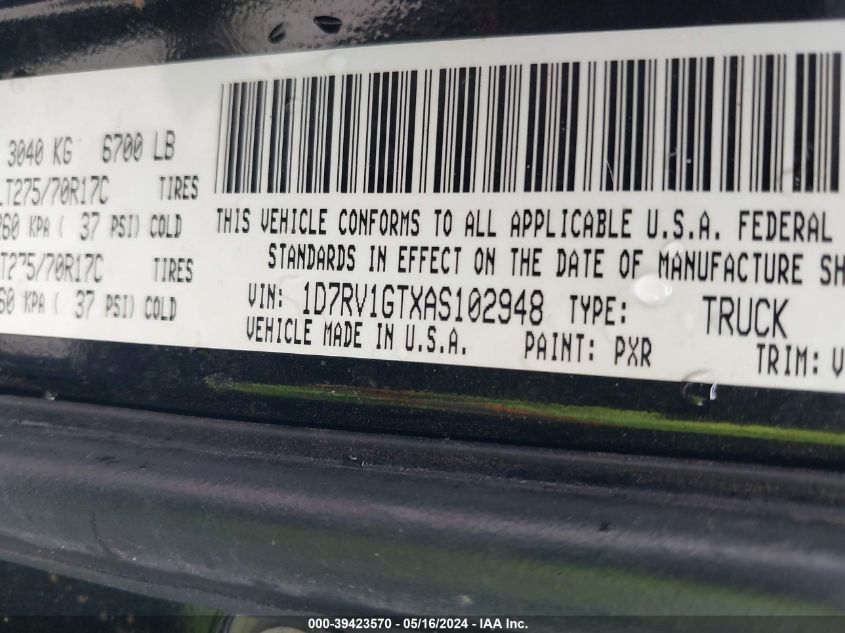 3040 KG 6700 LB
LT275/70R17C TIRES
260 KPA ( 37 PSI) COLD
LT275/70R17C TIRES
260 KPA ( 37 PSI) COLD
THIS VEHICLE CONFORMS TO ALL APPLICABLE U.S.A. FEDERAL
STANDARDS IN EFFECT ON THE DATE OF MANUFACTURE SH
VIN: 1D7RV1GTXAS102948 TYPE: TRUCK
VEHICLE MADE IN U.S.A. PAINT: PXR TRIM: V
000-39423570 - 05/16/2024 - IAA Inc.